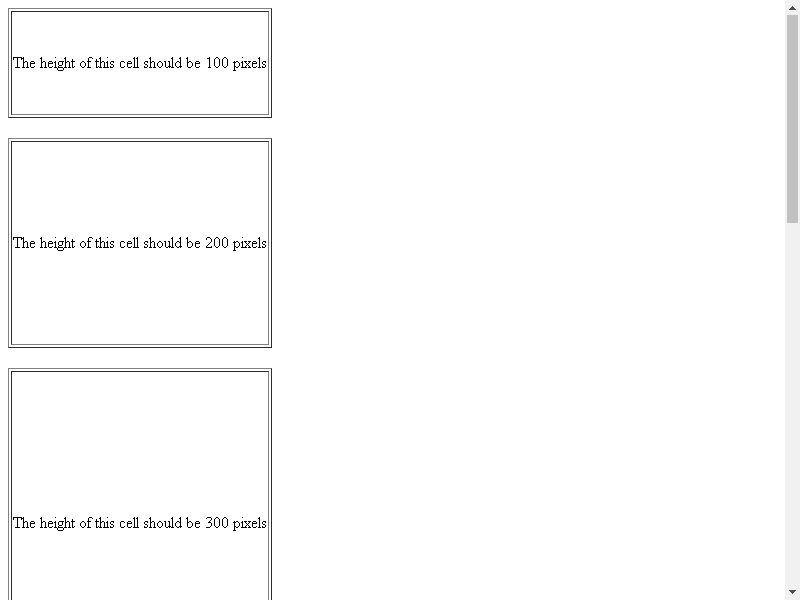 The height of this cell should be 100 pixels
The height of this cell should be 200 pixels
The height of this cell should be 300 pixels